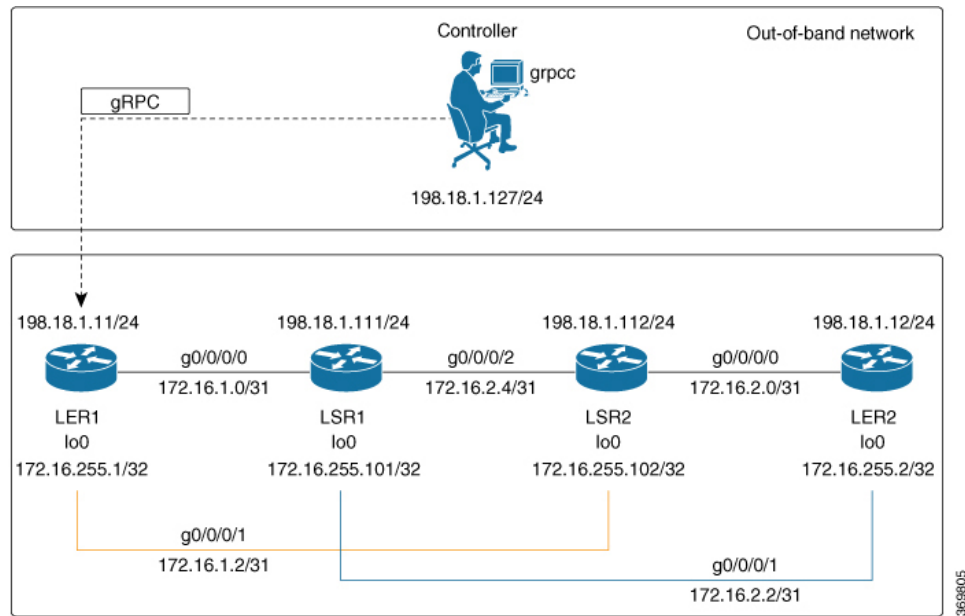 Controller
Out-of-band network
grpcc
gRPC
198.18.1.127/24
198.18.1.11/24
198.18.1.111/24
198.18.1.112/24
198.18.1.12/24
g0/0/0/0
g0/0/0/2
g0/0/0/0
172.16.1.0/31
172.16.2.4/31
172.16.2.0/31
LER1
LSR1
LSR2
LER2
lo0
lo0
lo0
lo0
172.16.255.1/32
172.16.255.101/32
172.16.255.102/32
172.16.255.2/32
g0/0/0/1
172.16.1.2/31
g0/0/0/1
172.16.2.2/31
369805